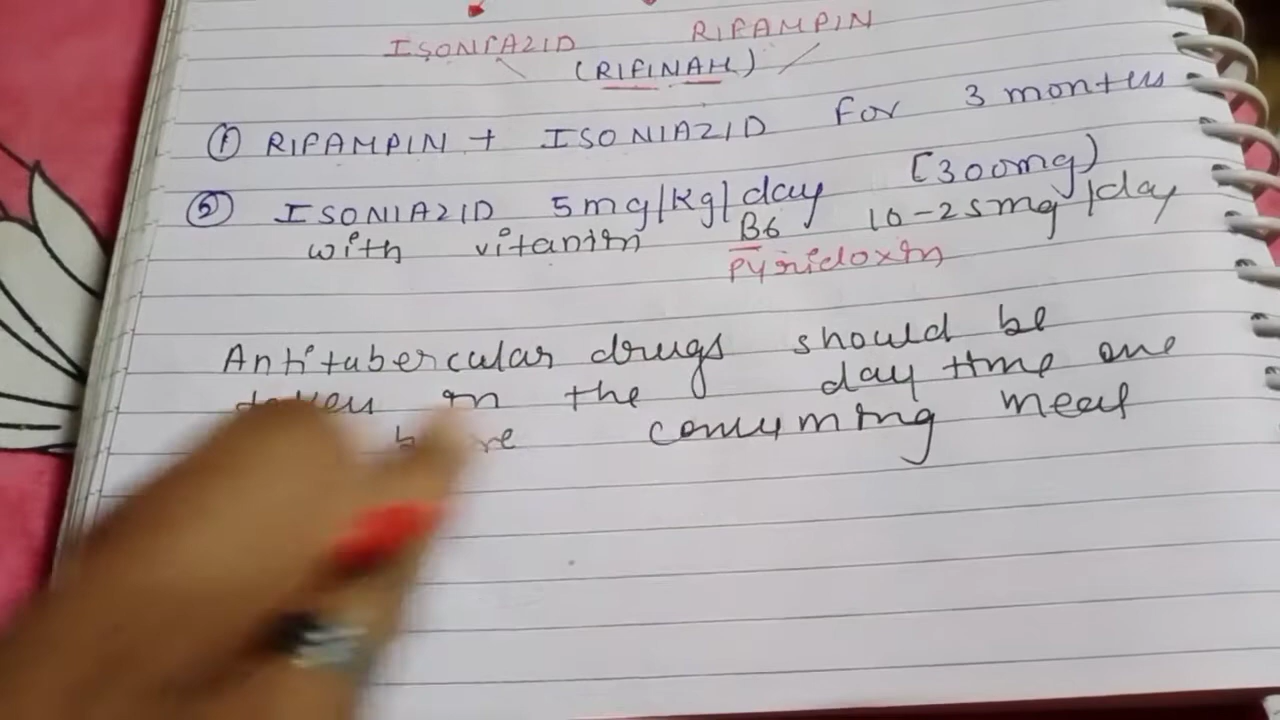 ISONIAZID RIFAMPIN
(RIFINAH)
① RIFAMPIN + ISONIAZID For 3 months
② ISONIAZID 5mg/kg/day [300mg)
with vitamin B6 10-25mg/day
Pyridoxin
Antitubercular drugs should be
in the day time one
consuming meal